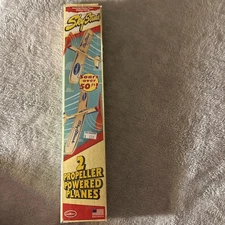 Sky Streak
Soars
over
50 ft
2
PROPELLER
POWERED
PLANES